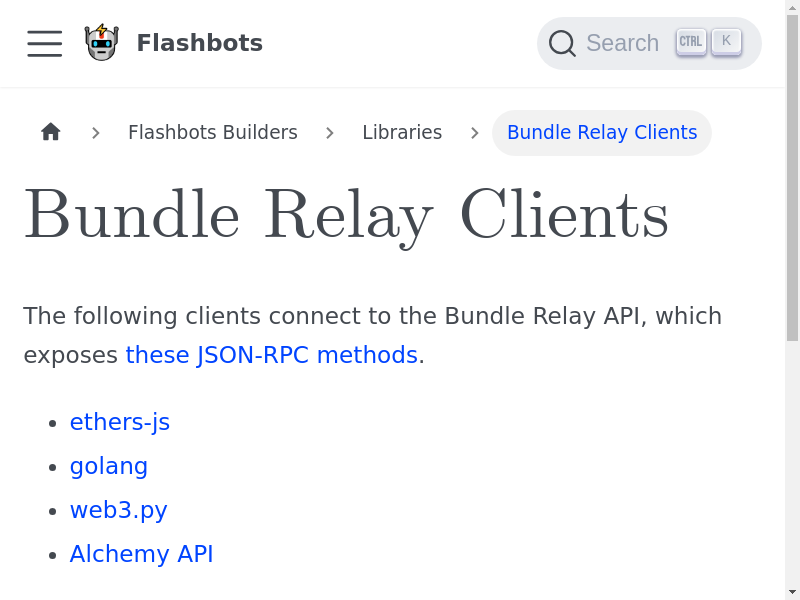 Flashbots
Search CTRL K
Flashbots Builders
Libraries
Bundle Relay Clients
Bundle Relay Clients
The following clients connect to the Bundle Relay API, which
exposes these JSON-RPC methods.
ethers-js
golang
web3.py
Alchemy API